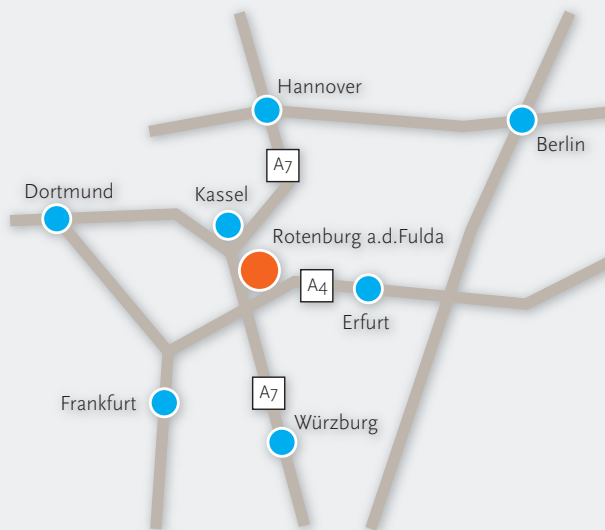 Hannover
Berlin
A7
Dortmund
Kassel
Rotenburg a.d.Fulda
A4
Erfurt
A7
Frankfurt
Würzburg